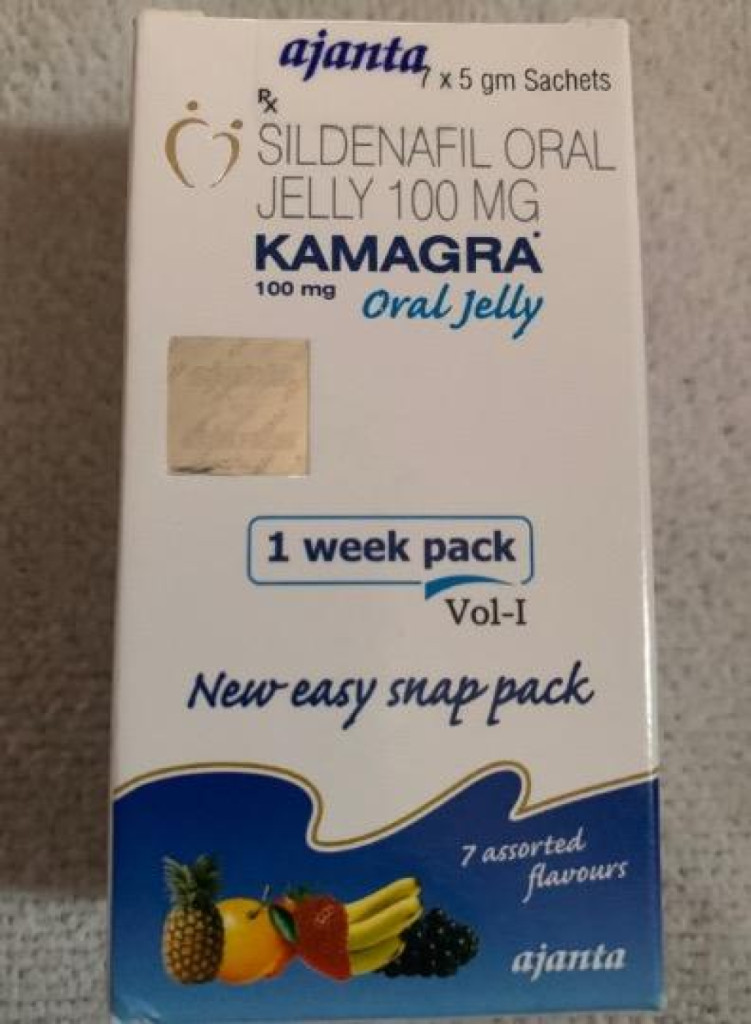 ajanta
7 x 5 gm Sachets
Rx
SILDENAFIL ORAL
JELLY 100 MG
KAMAGRA
100 mg Oral Jelly
1 week pack
Vol-I
New easy snap pack
7 assorted
flavours
ajanta